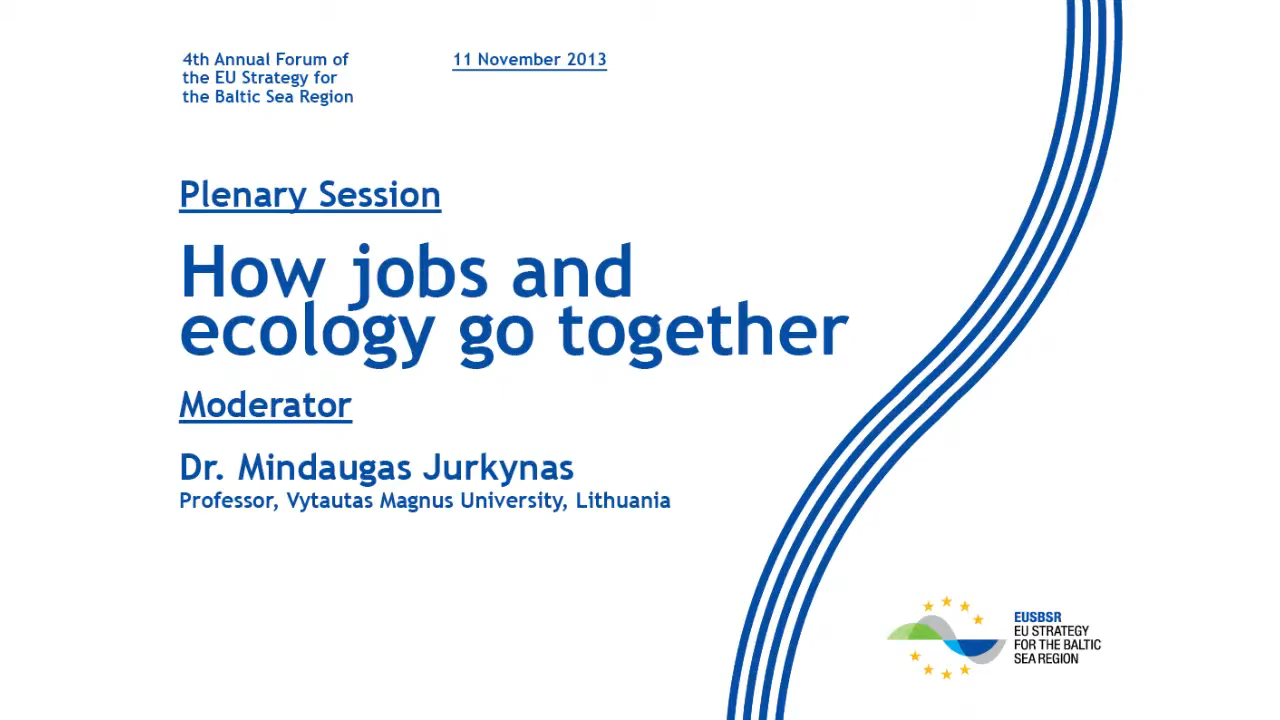 4th Annual Forum of
the EU Strategy for
the Baltic Sea Region
11 November 2013
Plenary Session
How jobs and
ecology go together
Moderator
Dr. Mindaugas Jurkynas
Professor, Vytautas Magnus University, Lithuania
EUSBSR
EU STRATEGY
FOR THE BALTIC
SEA REGION